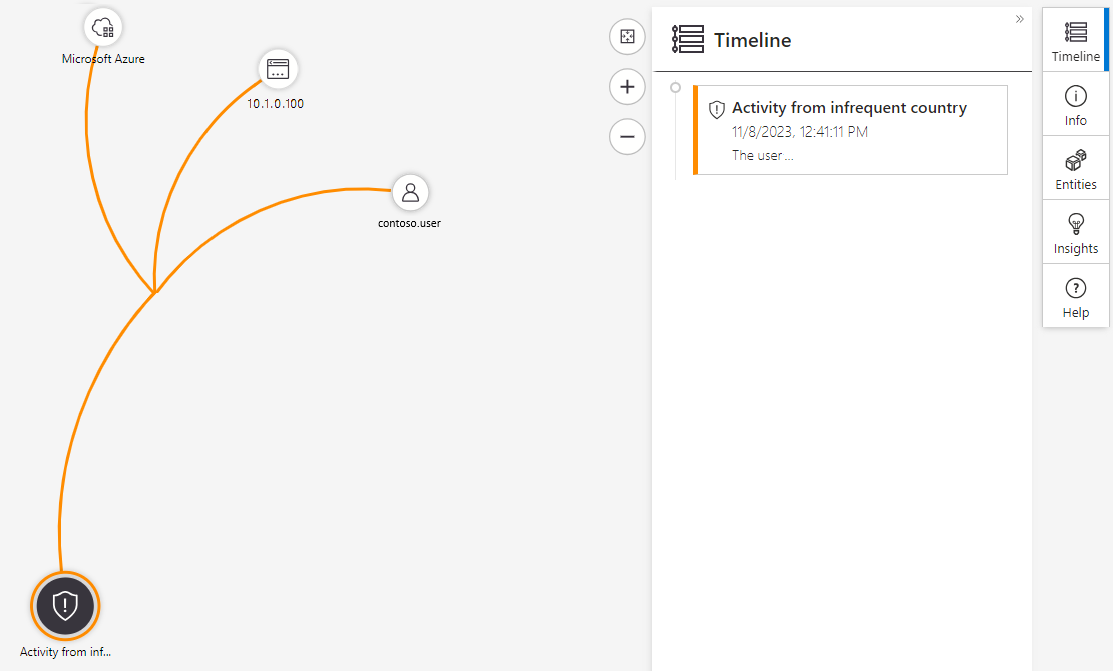 Microsoft Azure
10.1.0.100
contoso.user
Activity from inf...
Timeline
Activity from infrequent country
11/8/2023, 12:41:11 PM
The user ...
Timeline
Info
Entities
Insights
Help